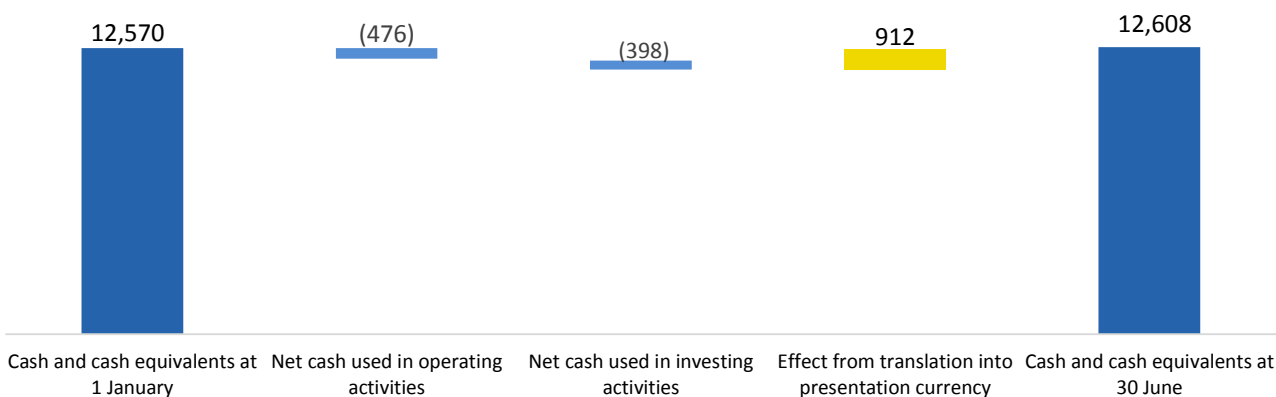 12,570
(476)
(398)
912
12,608
Cash and cash equivalents at
1 January
Net cash used in operating
activities
Net cash used in investing
activities
Effect from translation into
presentation currency
Cash and cash equivalents at
30 June